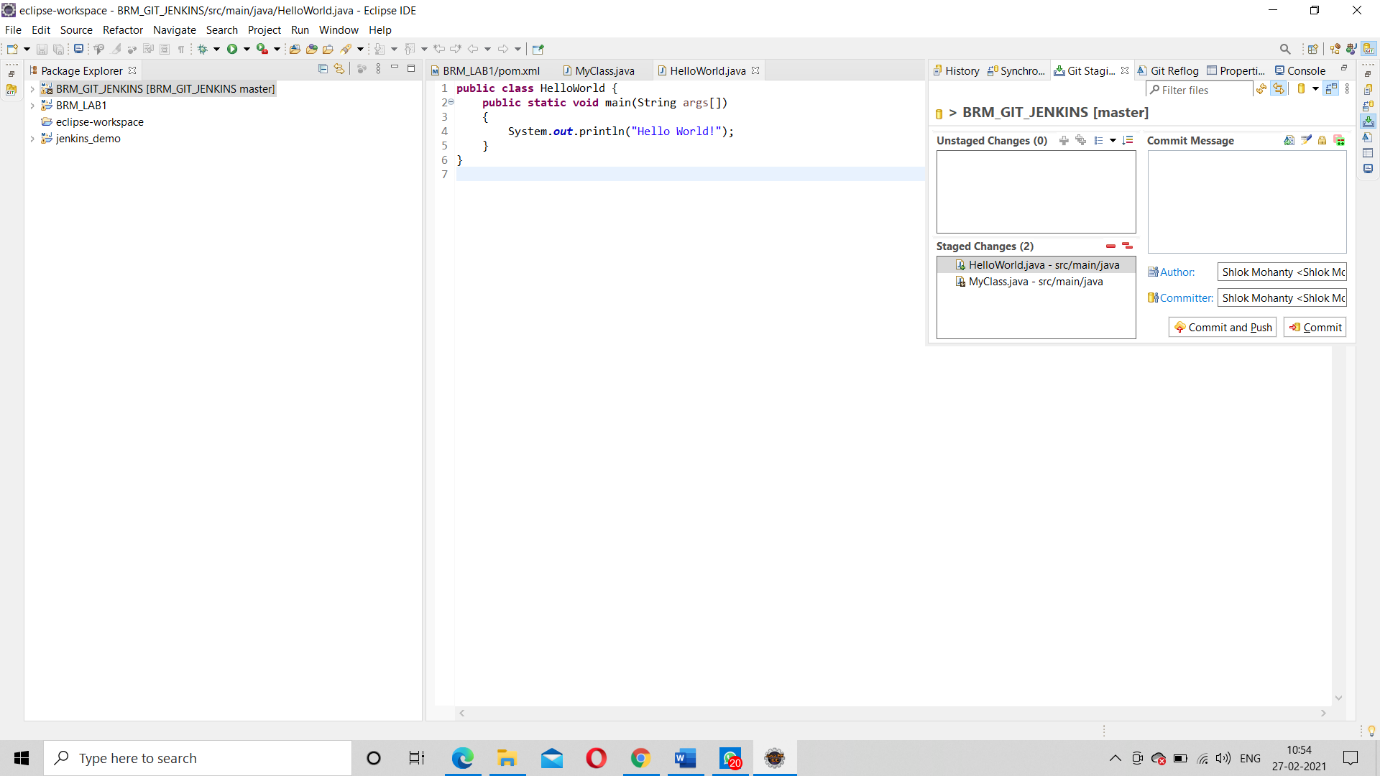 eclipse-workspace - BRM_GIT_JENKINS/src/main/java/HelloWorld.java - Eclipse IDE
File Edit Source Refactor Navigate Search Project Run Window Help
Package Explorer
BRM_GIT_JENKINS [BRM_GIT_JENKINS master]
BRM_LAB1
eclipse-workspace
jenkins_demo
BRM_LAB1/pom.xml MyClass.java HelloWorld.java
1 public class HelloWorld {
2 public static void main(String args[])
3 {
4 System.out.println("Hello World!");
5 }
6 }
7
History Synchro... Git Stagi... Git Reflog Properti... Console
Filter files
> BRM_GIT_JENKINS [master]
Unstaged Changes (0)
Staged Changes (2)
HelloWorld.java - src/main/java
MyClass.java - src/main/java
Commit Message
Author: Shlok Mohanty <Shlok Mc
Committer: Shlok Mohanty <Shlok Mc
Commit and Push Commit
Type here to search
20
ENG
10:54
27-02-2021